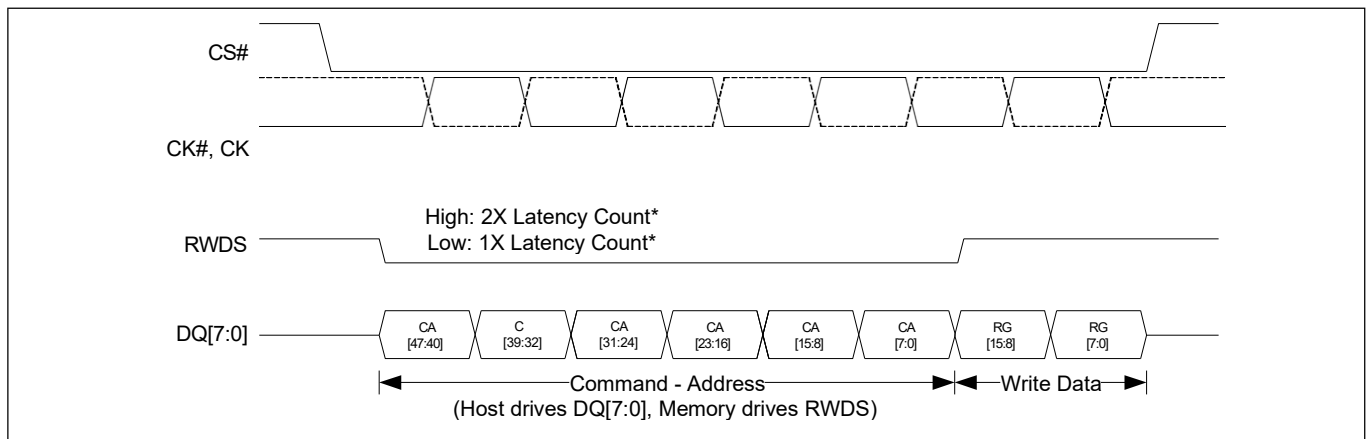 CS#
CK#, CK
High: 2X Latency Count*
Low: 1X Latency Count*
RWDS
DQ[7:0]
CA C CA CA CA CA RG RG
[47:40] [39:32] [31:24] [23:16] [15:8] [7:0] [15:8] [7:0]
Command - Address Write Data
(Host drives DQ[7:0], Memory drives RWDS)